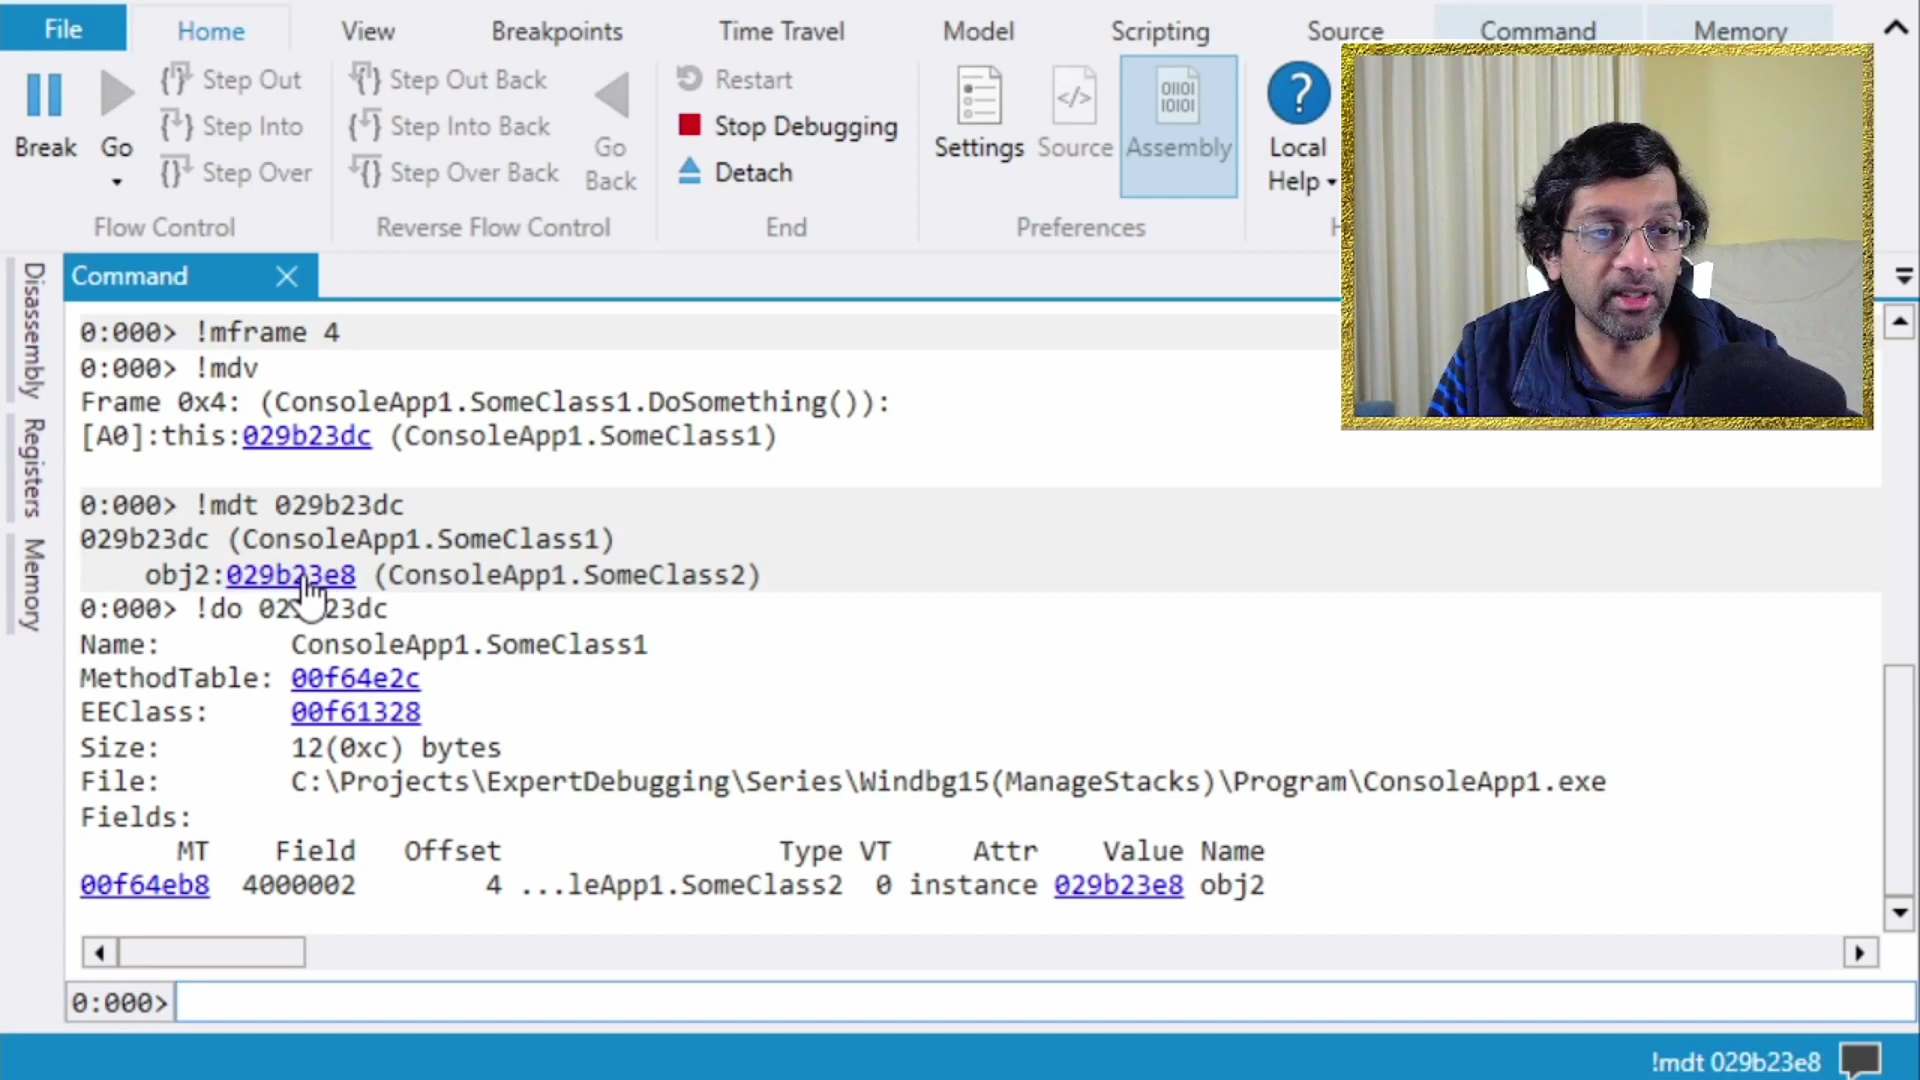 File Home View Breakpoints Time Travel Model Scripting Source Command Memory
Break
Go
Step Out
Step Into
Step Over
Flow Control
Step Out Back
Step Into Back
Step Over Back
Go Back
Reverse Flow Control
Restart
Stop Debugging
Detach
End
Settings
</>
Source
01101
10101
Assembly
Preferences
?
Local
Help
H
Disassembly
Registers
Memory
Command
0:000> !mframe 4
0:000> !mdv
Frame 0x4: (ConsoleApp1.SomeClass1.DoSomething()):
[A0]:this:029b23dc (ConsoleApp1.SomeClass1)
0:000> !mdt 029b23dc
029b23dc (ConsoleApp1.SomeClass1)
obj2:029b23e8 (ConsoleApp1.SomeClass2)
0:000> !do 23dc
Name: ConsoleApp1.SomeClass1
MethodTable: 00f64e2c
EEClass: 00f61328
Size: 12(0xc) bytes
File: C:\Projects\ExpertDebugging\Series\Windbg15(ManageStacks)\Program\ConsoleApp1.exe
Fields:
MT Field Offset Type VT Attr Value Name
00f64eb8 4000002 4 ...leApp1.SomeClass2 0 instance 029b23e8 obj2
0:000>
!mdt 029b23e8